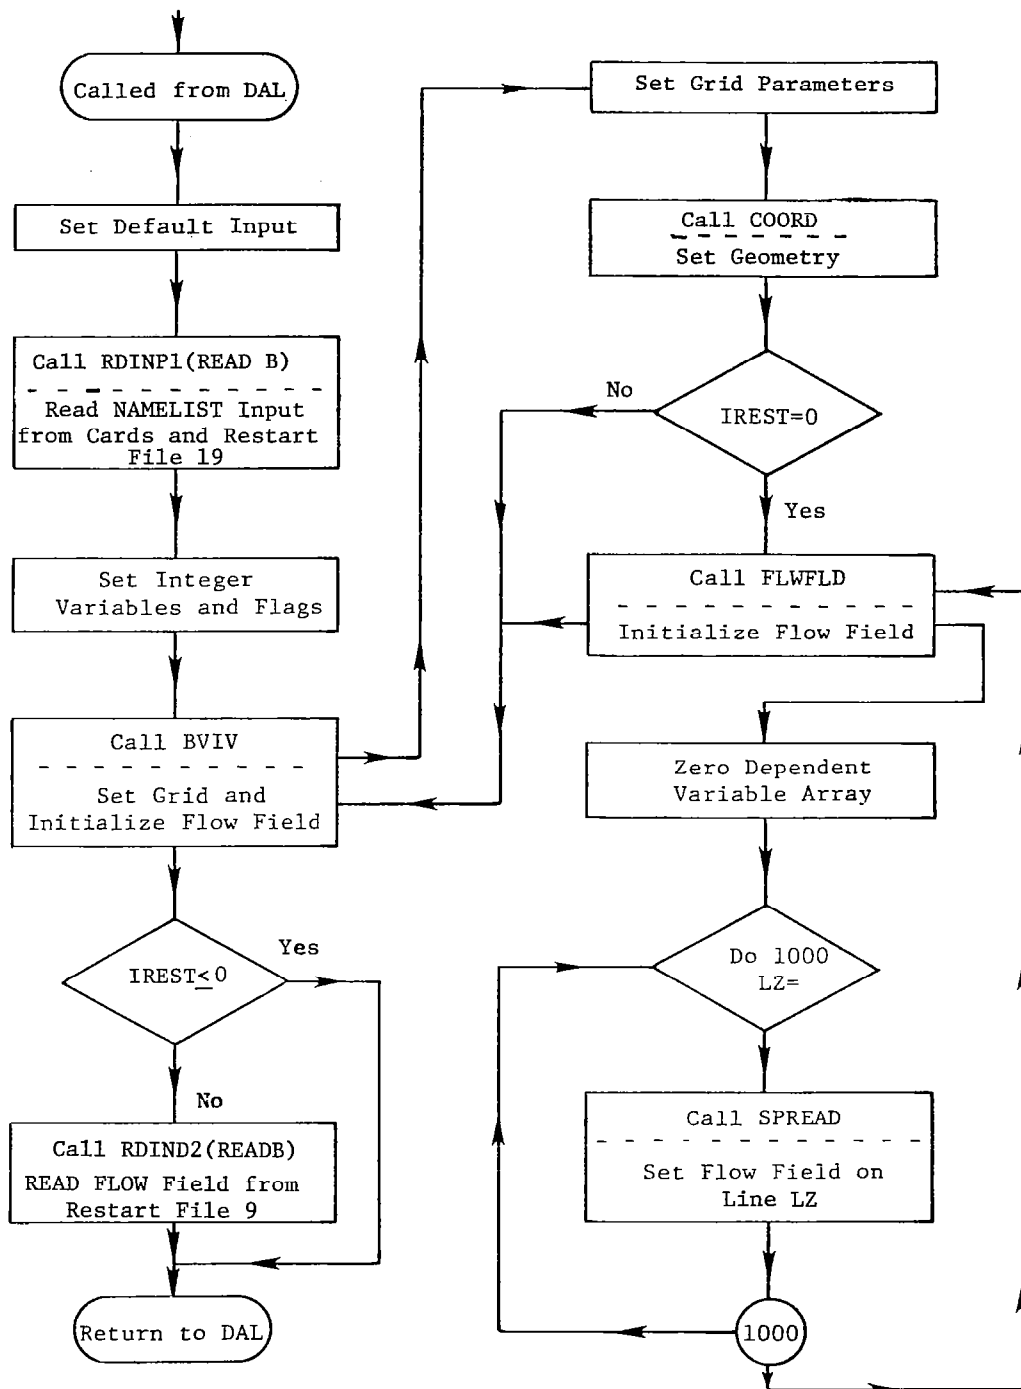 Called from DAL
Set Default Input
Call RDINP1(READ B)
Read NAMELIST Input
from Cards and Restart
File 19
Set Integer
Variables and Flags
Call BVIV
Set Grid and
Initialize Flow Field
IREST≤0
Yes
No
Call RDIND2(READB)
READ FLOW Field from
Restart File 9
Return to DAL
Set Grid Parameters
Call COORD
Set Geometry
No
IREST=0
Yes
Call FLWFLD
Initialize Flow Field
Zero Dependent
Variable Array
Do 1000
LZ=
Call SPREAD
Set Flow Field on
Line LZ
1000